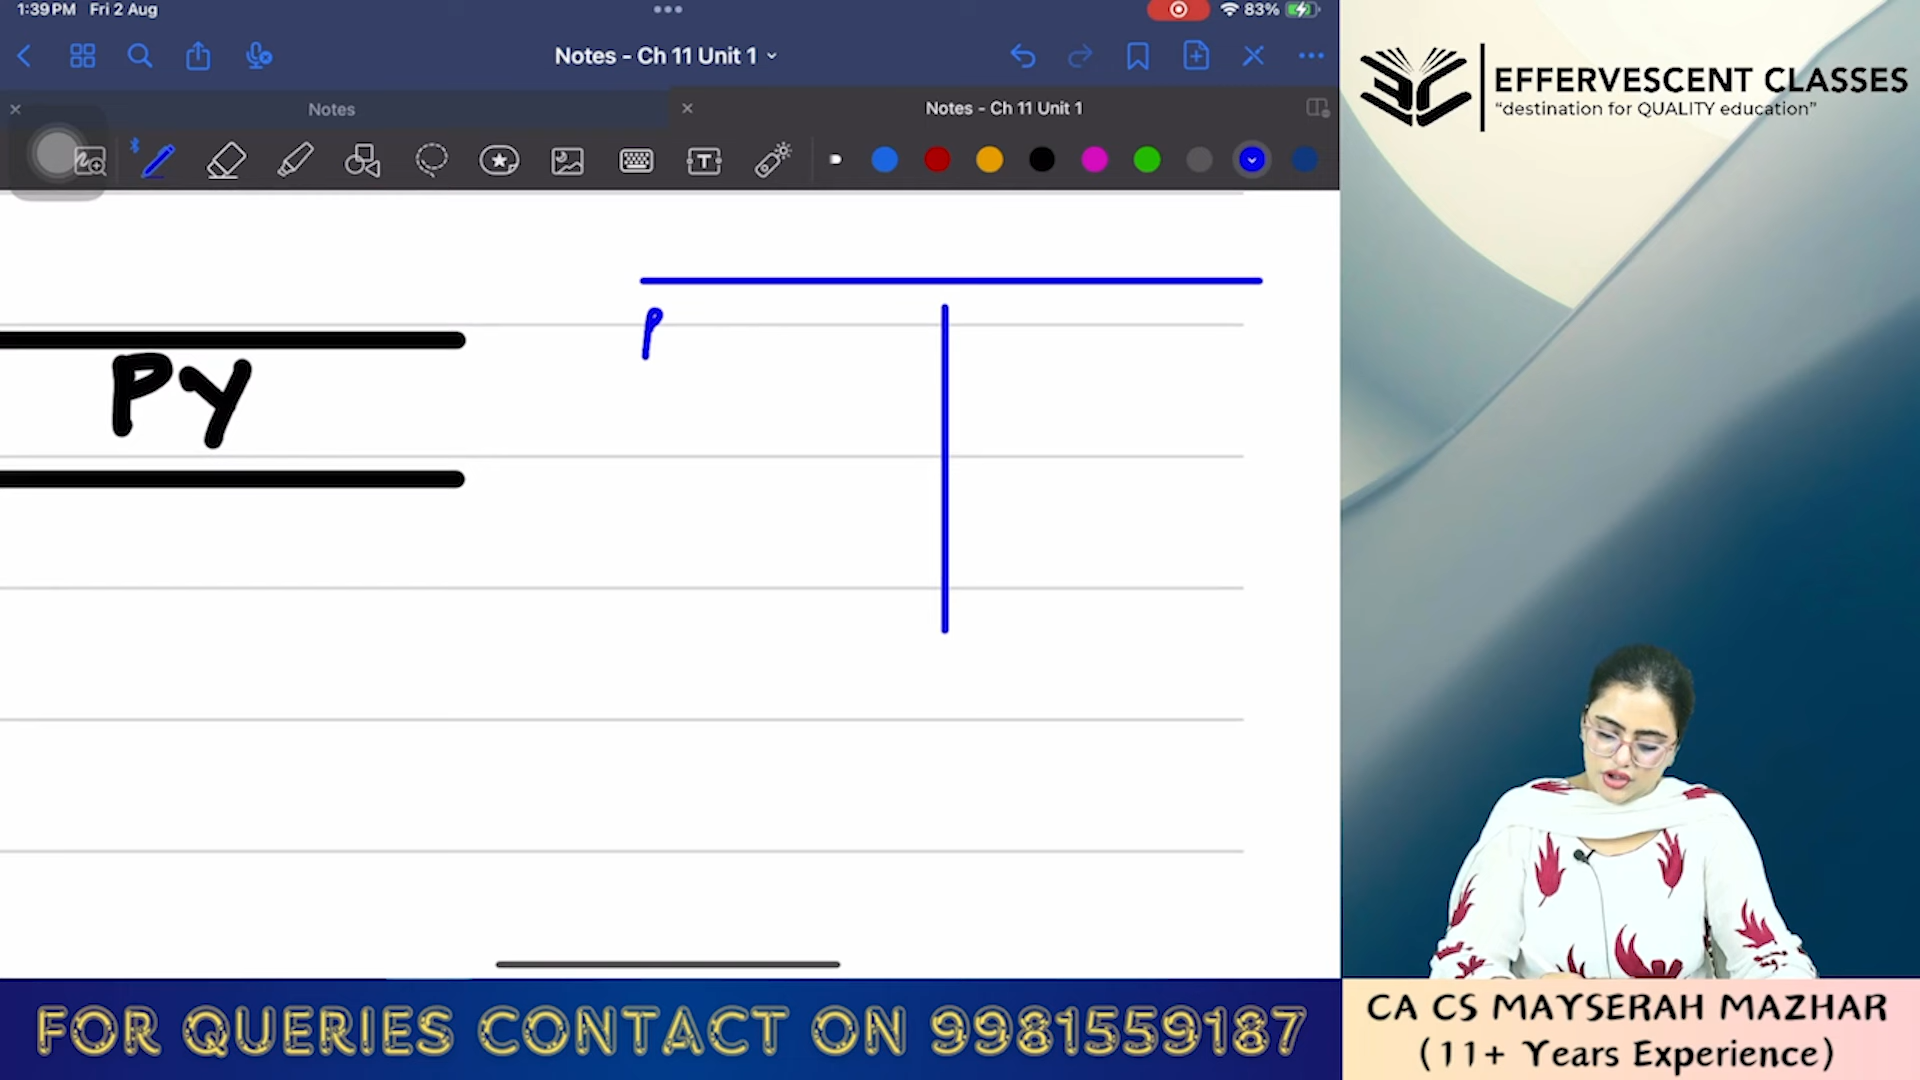 1:39 PM Fri 2 Aug
83%
Notes - Ch 11 Unit 1
Notes
Notes - Ch 11 Unit 1
P
PY
EFFERVESCENT CLASSES
"destination for QUALITY education"
FOR QUERIES CONTACT ON 9981559187
CA CS MAYSERAH MAZHAR
(11+ Years Experience)